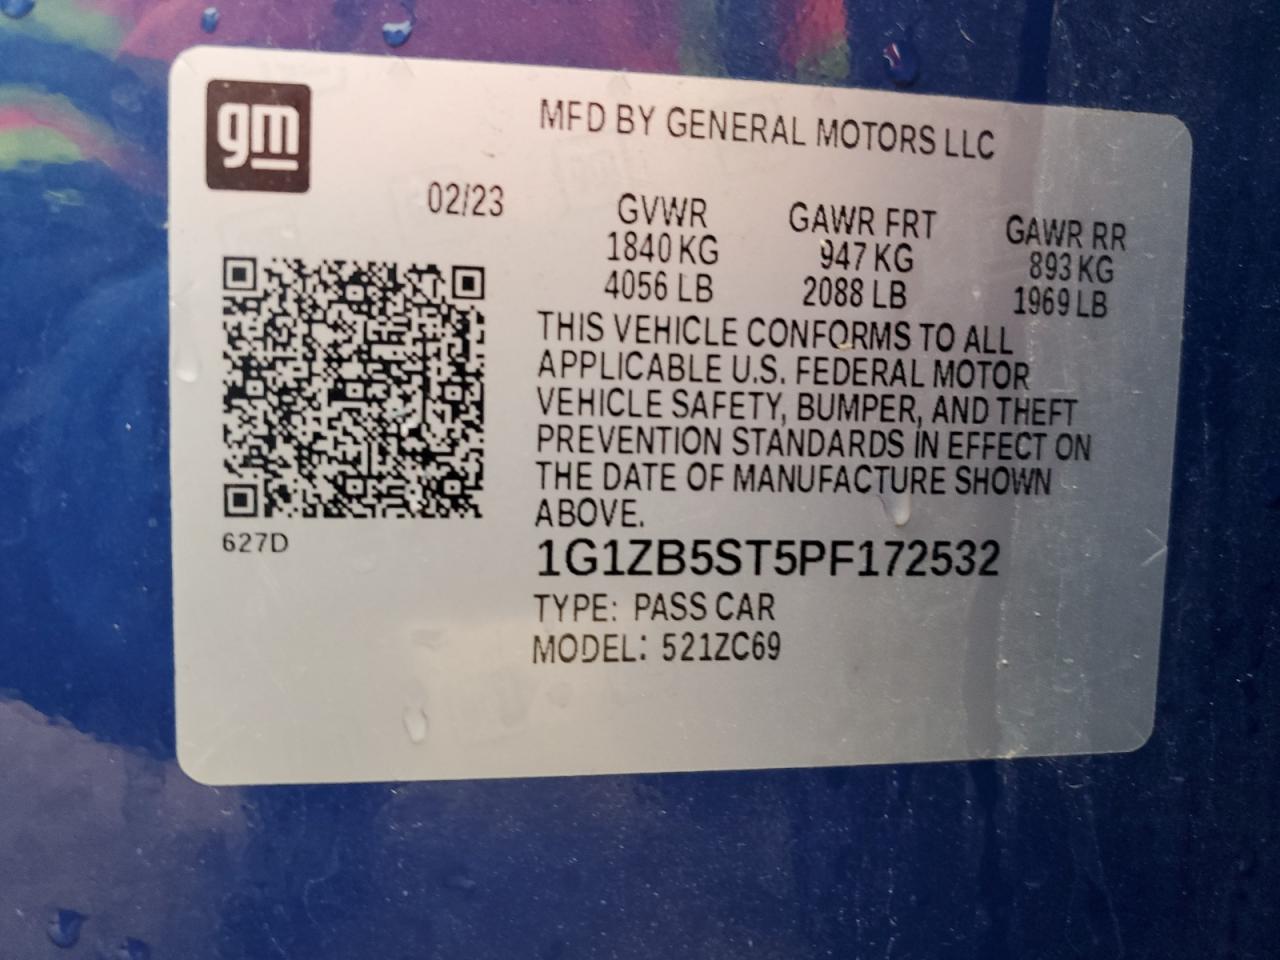 gm
MFD BY GENERAL MOTORS LLC
02/23
GVWR GAWR FRT GAWR RR
1840 KG 947 KG 893 KG
4056 LB 2088 LB 1969 LB
THIS VEHICLE CONFORMS TO ALL
APPLICABLE U.S. FEDERAL MOTOR
VEHICLE SAFETY, BUMPER, AND THEFT
PREVENTION STANDARDS IN EFFECT ON
THE DATE OF MANUFACTURE SHOWN
ABOVE.
627D
1G1ZB5ST5PF172532
TYPE: PASS CAR
MODEL: 521ZC69